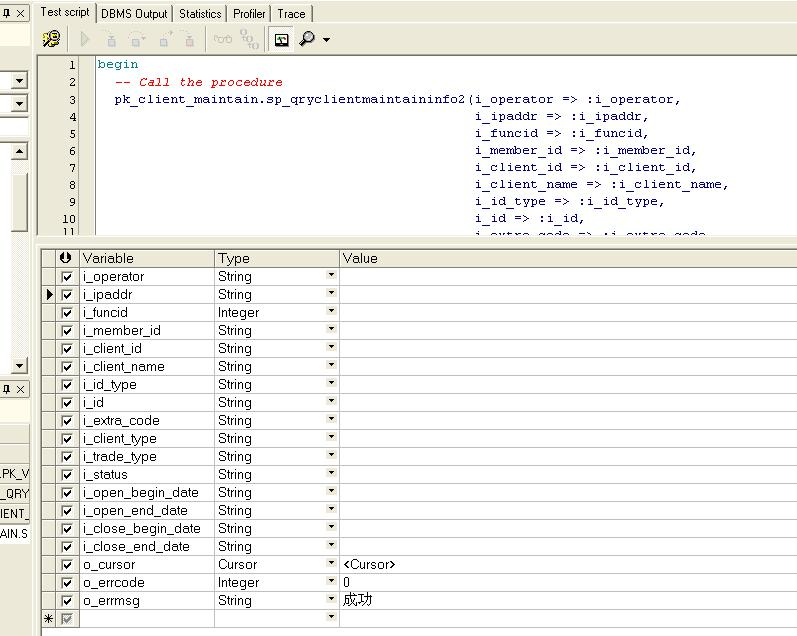 Test script DBMS Output Statistics Profiler Trace
1 begin
2 -- Call the procedure
3 pk_client_maintain.sp_qryclientmaintaininfo2(i_operator => :i_operator,
4 i_ipaddr => :i_ipaddr,
5 i_funcid => :i_funcid,
6 i_member_id => :i_member_id,
7 i_client_id => :i_client_id,
8 i_client_name => :i_client_name,
9 i_id_type => :i_id_type,
10 i_id => :i_id,
11 i_extra_code => :i_extra_code,
Variable Type Value
i_operator String
i_ipaddr String
i_funcid Integer
i_member_id String
i_client_id String
i_client_name String
i_id_type String
i_id String
i_extra_code String
i_client_type String
i_trade_type String
.PK_V i_status String
_QRY i_open_begin_date String
IENT_ i_open_end_date String
AIN.S i_close_begin_date String
i_close_end_date String
o_cursor Cursor <Cursor>
o_errcode Integer 0
o_errmsg String 成功